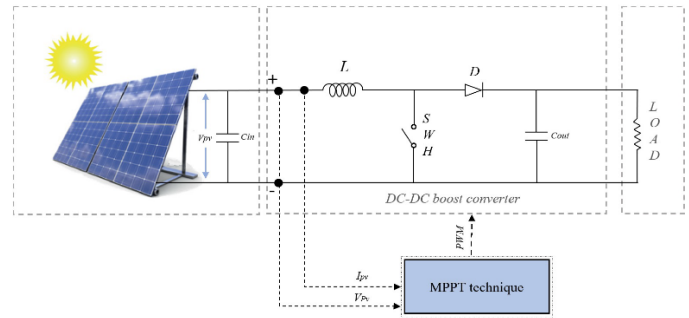 +
L
D
Vpv
Cin
S
W
H
Cout
L
O
A
D
-
DC-DC boost converter
PWM
Ipv
VPv
MPPT technique